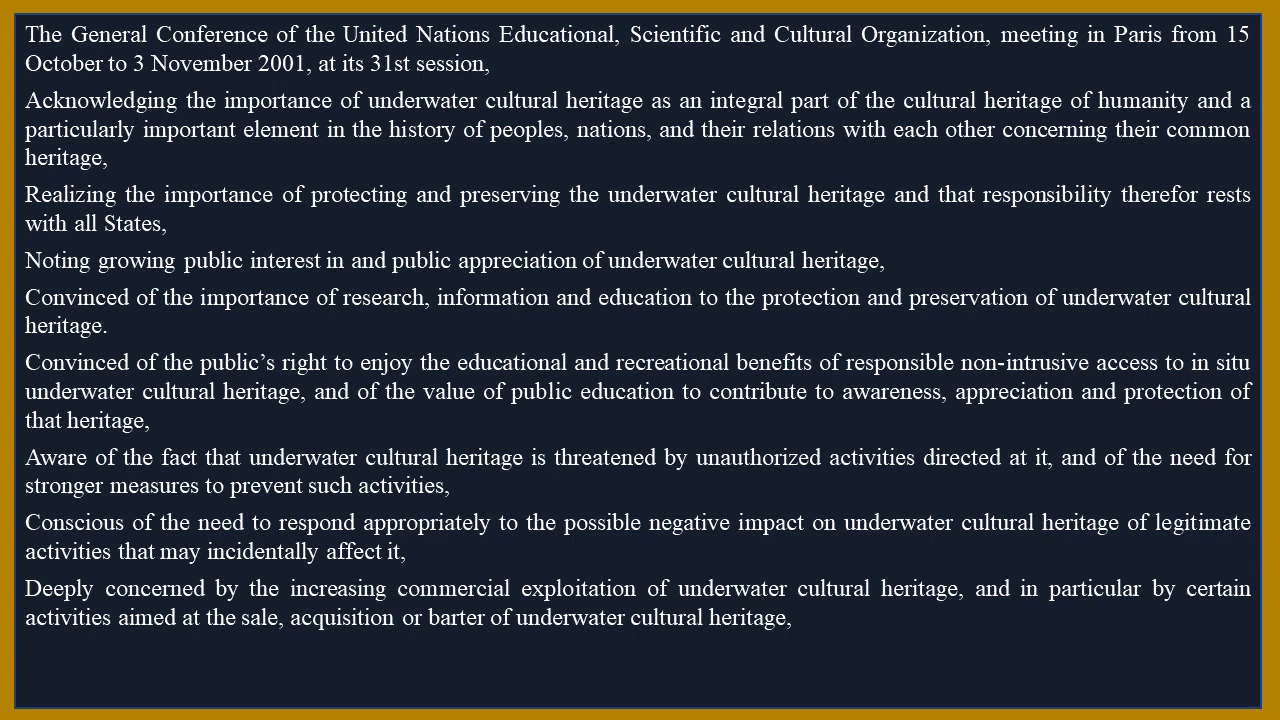 The General Conference of the United Nations Educational, Scientific and Cultural Organization, meeting in Paris from 15
October to 3 November 2001, at its 31st session,
Acknowledging the importance of underwater cultural heritage as an integral part of the cultural heritage of humanity and a
particularly important element in the history of peoples, nations, and their relations with each other concerning their common
heritage,
Realizing the importance of protecting and preserving the underwater cultural heritage and that responsibility therefor rests
with all States,
Noting growing public interest in and public appreciation of underwater cultural heritage,
Convinced of the importance of research, information and education to the protection and preservation of underwater cultural
heritage.
Convinced of the public’s right to enjoy the educational and recreational benefits of responsible non-intrusive access to in situ
underwater cultural heritage, and of the value of public education to contribute to awareness, appreciation and protection of
that heritage,
Aware of the fact that underwater cultural heritage is threatened by unauthorized activities directed at it, and of the need for
stronger measures to prevent such activities,
Conscious of the need to respond appropriately to the possible negative impact on underwater cultural heritage of legitimate
activities that may incidentally affect it,
Deeply concerned by the increasing commercial exploitation of underwater cultural heritage, and in particular by certain
activities aimed at the sale, acquisition or barter of underwater cultural heritage,